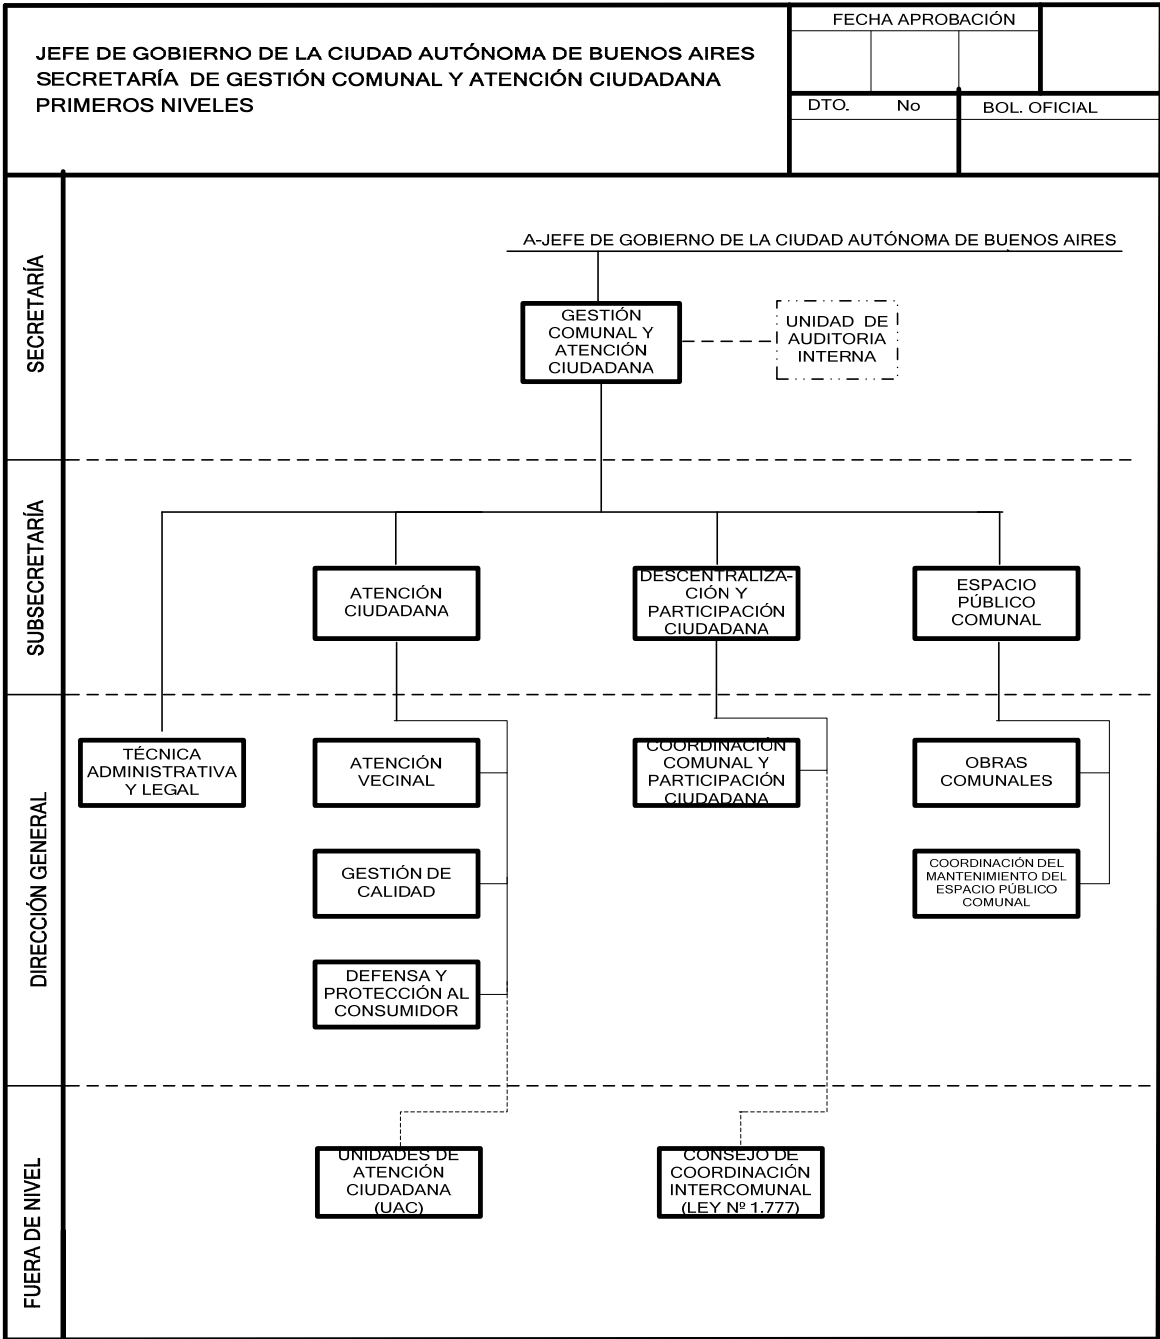 JEFE DE GOBIERNO DE LA CIUDAD AUTÓNOMA DE BUENOS AIRES
SECRETARÍA DE GESTIÓN COMUNAL Y ATENCIÓN CIUDADANA
PRIMEROS NIVELES
FECHA APROBACIÓN
DTO. No
BOL. OFICIAL
SECRETARÍA
A-JEFE DE GOBIERNO DE LA CIUDAD AUTÓNOMA DE BUENOS AIRES
GESTIÓN
COMUNAL Y
ATENCIÓN
CIUDADANA
UNIDAD DE
AUDITORIA
INTERNA
SUBSECRETARÍA
ATENCIÓN
CIUDADANA
DESCENTRALIZA-
CIÓN Y
PARTICIPACIÓN
CIUDADANA
ESPACIO
PÚBLICO
COMUNAL
DIRECCIÓN GENERAL
TÉCNICA
ADMINISTRATIVA
Y LEGAL
ATENCIÓN
VECINAL
COORDINACIÓN
COMUNAL Y
PARTICIPACIÓN
CIUDADANA
OBRAS
COMUNALES
GESTIÓN DE
CALIDAD
COORDINACIÓN DEL
MANTENIMIENTO DEL
ESPACIO PÚBLICO
COMUNAL
DEFENSA Y
PROTECCIÓN AL
CONSUMIDOR
FUERA DE NIVEL
UNIDADES DE
ATENCIÓN
CIUDADANA
(UAC)
CONSEJO DE
COORDINACIÓN
INTERCOMUNAL
(LEY Nº 1.777)